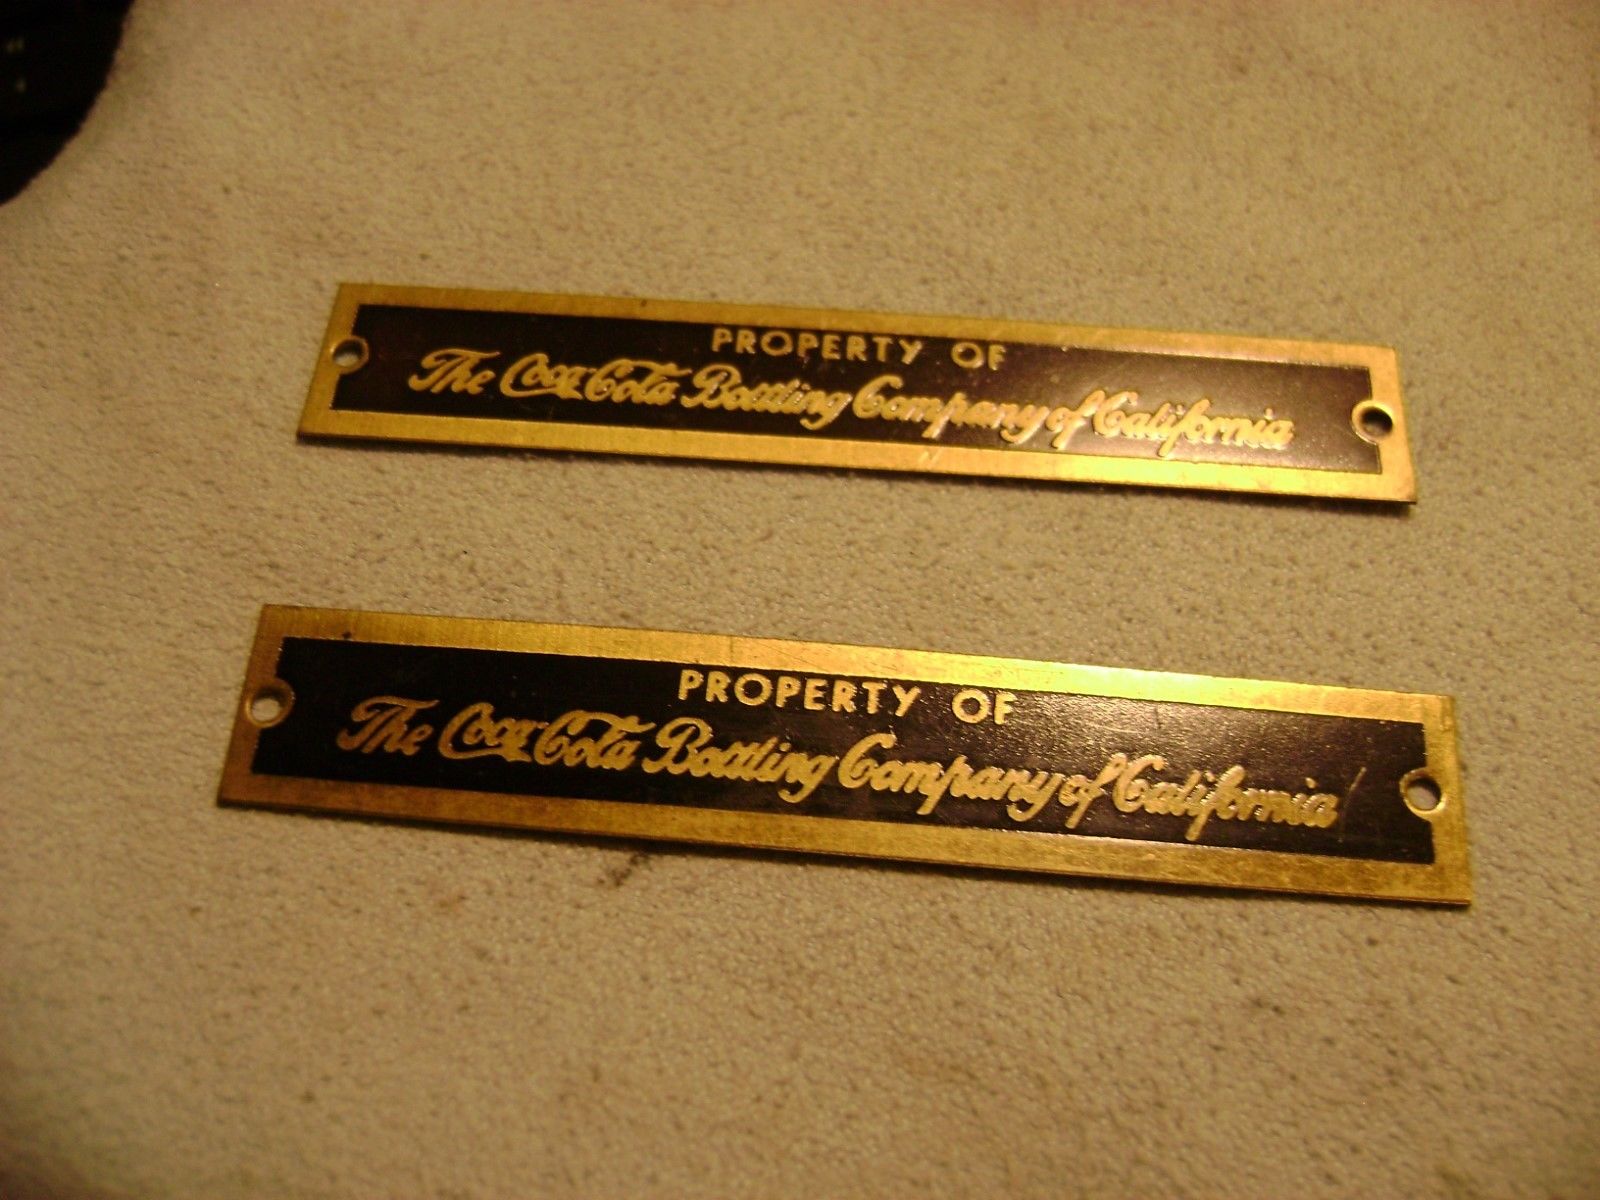 PROPERTY OF
The Coca-Cola Bottling Company of California
PROPERTY OF
The Coca-Cola Bottling Company of California